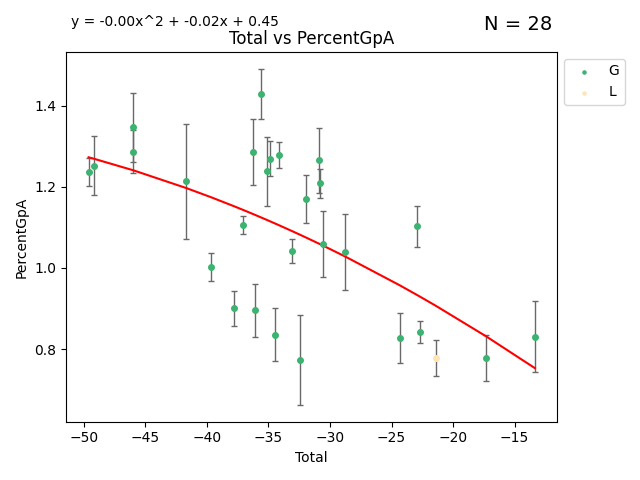 y = -0.00x^2 + -0.02x + 0.45
N = 28
Total vs PercentGpA
G
L
1.4
1.2
1.0
0.8
PercentGpA
−50 −45 −40 −35 −30 −25 −20 −15
Total